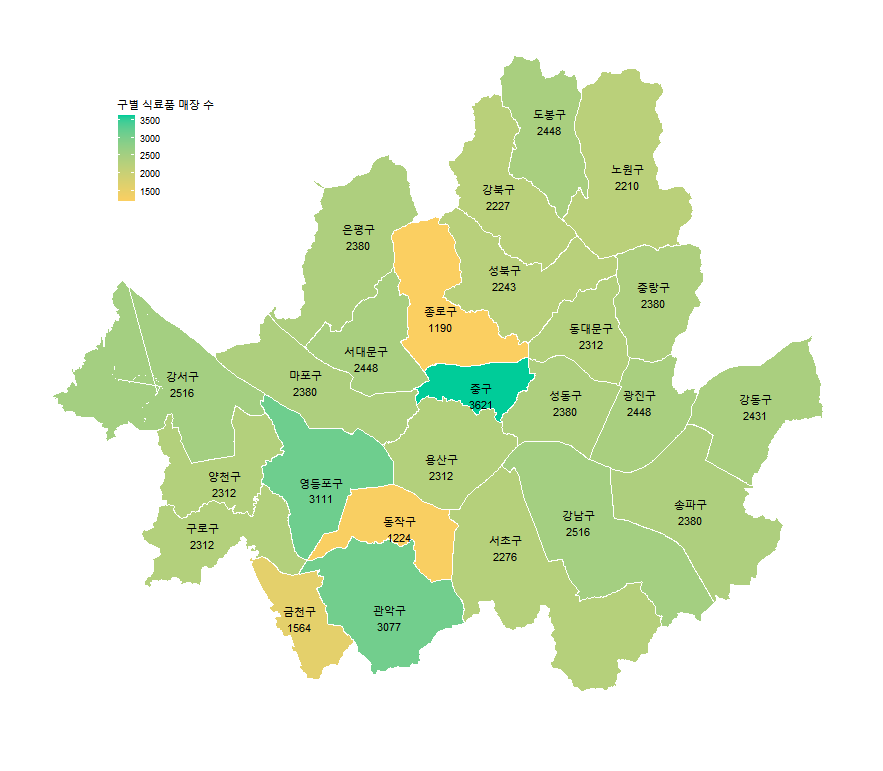 구별 식료품 매장 수
3500
3000
2500
2000
1500
도봉구
2448
노원구
2210
강북구
2227
은평구
2380
성북구
2243
중랑구
2380
종로구
1190
동대문구
2312
서대문구
2448
강서구
2516
마포구
2380
중구
3621
성동구
2380
광진구
2448
강동구
2431
용산구
2312
양천구
2312
영등포구
3111
송파구
2380
강남구
2516
동작구
1224
구로구
2312
서초구
2276
금천구
1564
관악구
3077